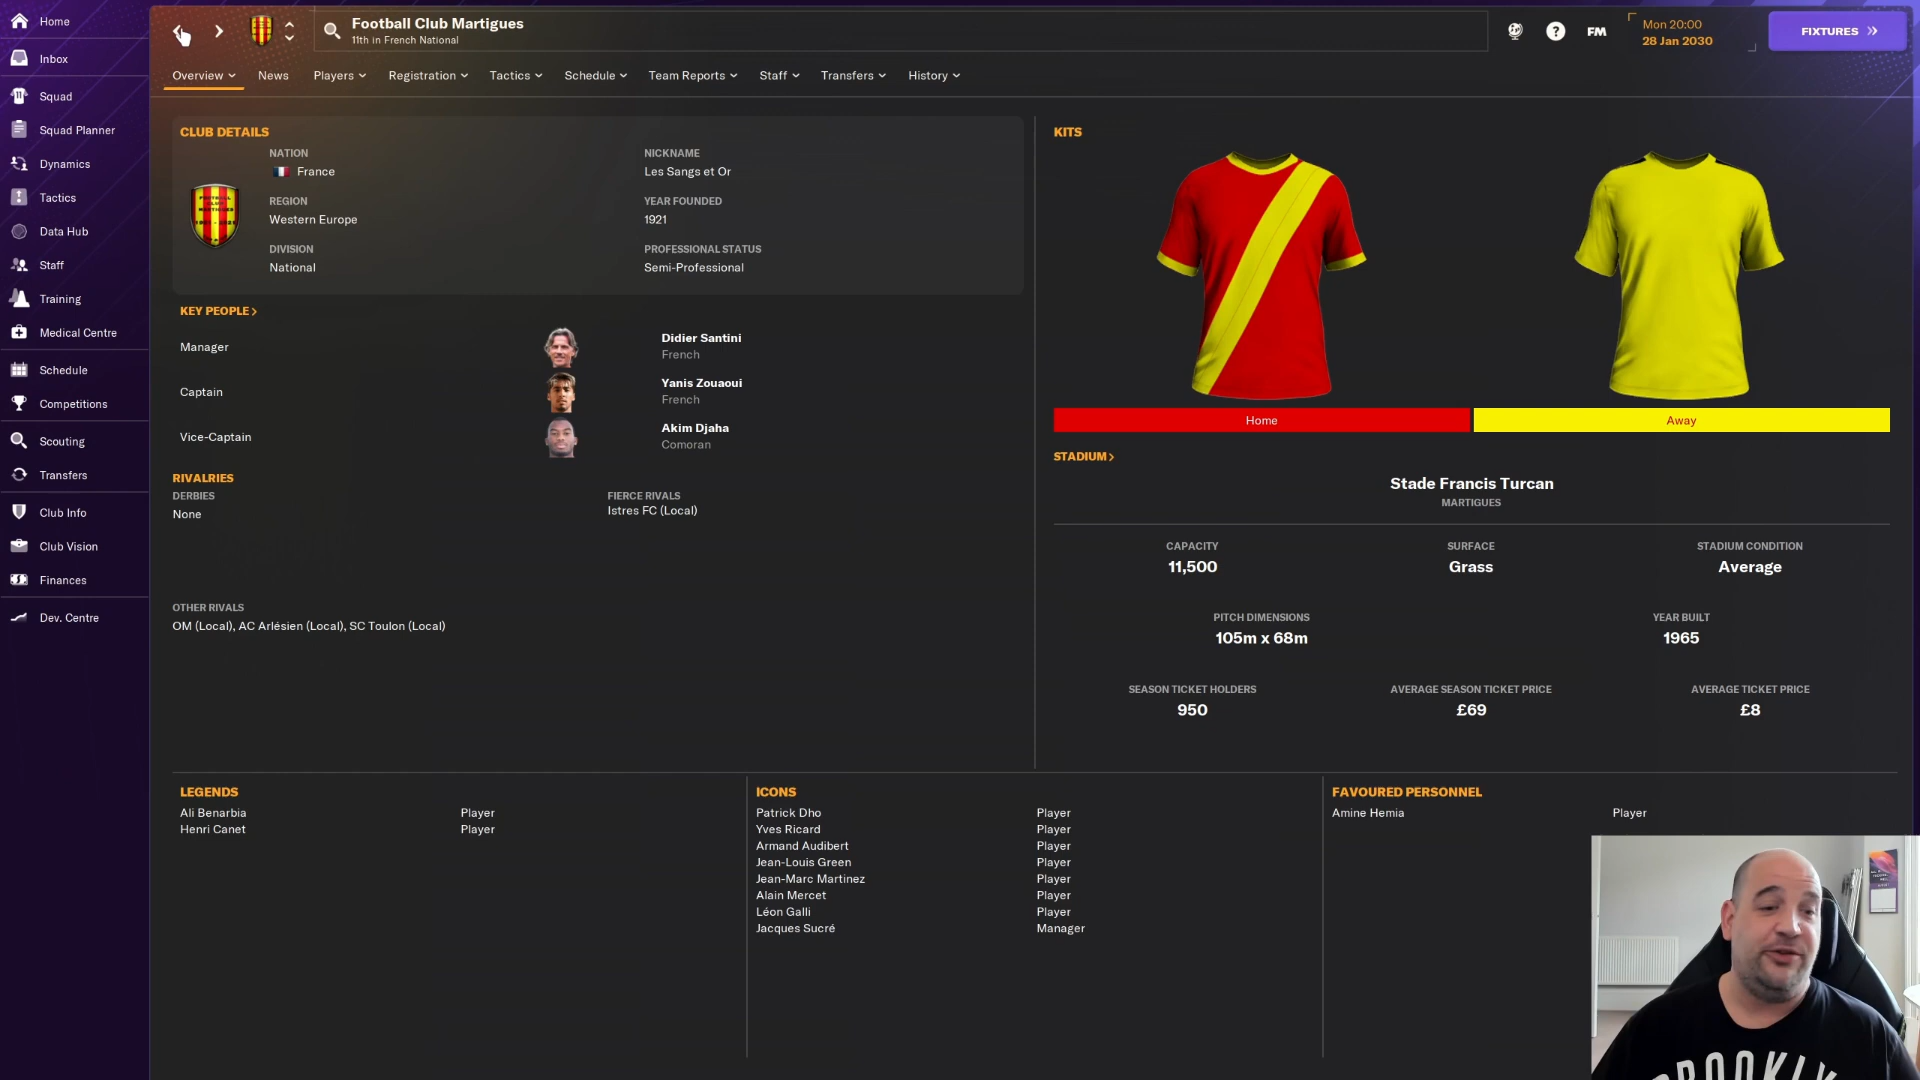 Home
Inbox
Squad
Squad Planner
Dynamics
Tactics
Data Hub
Staff
Training
Medical Centre
Schedule
Competitions
Scouting
Transfers
Club Info
Club Vision
Finances
Dev. Centre
Football Club Martigues
11th in French National
FM
Mon 20:00
28 Jan 2030
FIXTURES
Overview
News
Players
Registration
Tactics
Schedule
Team Reports
Staff
Transfers
History
CLUB DETAILS
NATION
France
REGION
Western Europe
DIVISION
National
NICKNAME
Les Sangs et Or
YEAR FOUNDED
1921
PROFESSIONAL STATUS
Semi-Professional
KEY PEOPLE
Manager
Didier Santini
French
Captain
Yanis Zouaoui
French
Vice-Captain
Akim Djaha
Comoran
RIVALRIES
DERBIES
None
FIERCE RIVALS
Istres FC (Local)
OTHER RIVALS
OM (Local), AC Arlésien (Local), SC Toulon (Local)
KITS
Home
Away
STADIUM
Stade Francis Turcan
MARTIGUES
CAPACITY
11,500
SURFACE
Grass
STADIUM CONDITION
Average
PITCH DIMENSIONS
105m x 68m
YEAR BUILT
1965
SEASON TICKET HOLDERS
950
AVERAGE SEASON TICKET PRICE
£69
AVERAGE TICKET PRICE
£8
LEGENDS
Ali Benarbia Player
Henri Canet Player
ICONS
Patrick Dho Player
Yves Ricard Player
Armand Audibert Player
Jean-Louis Green Player
Jean-Marc Martinez Player
Alain Mercet Player
Léon Galli Player
Jacques Sucré Manager
FAVOURED PERSONNEL
Amine Hemia Player